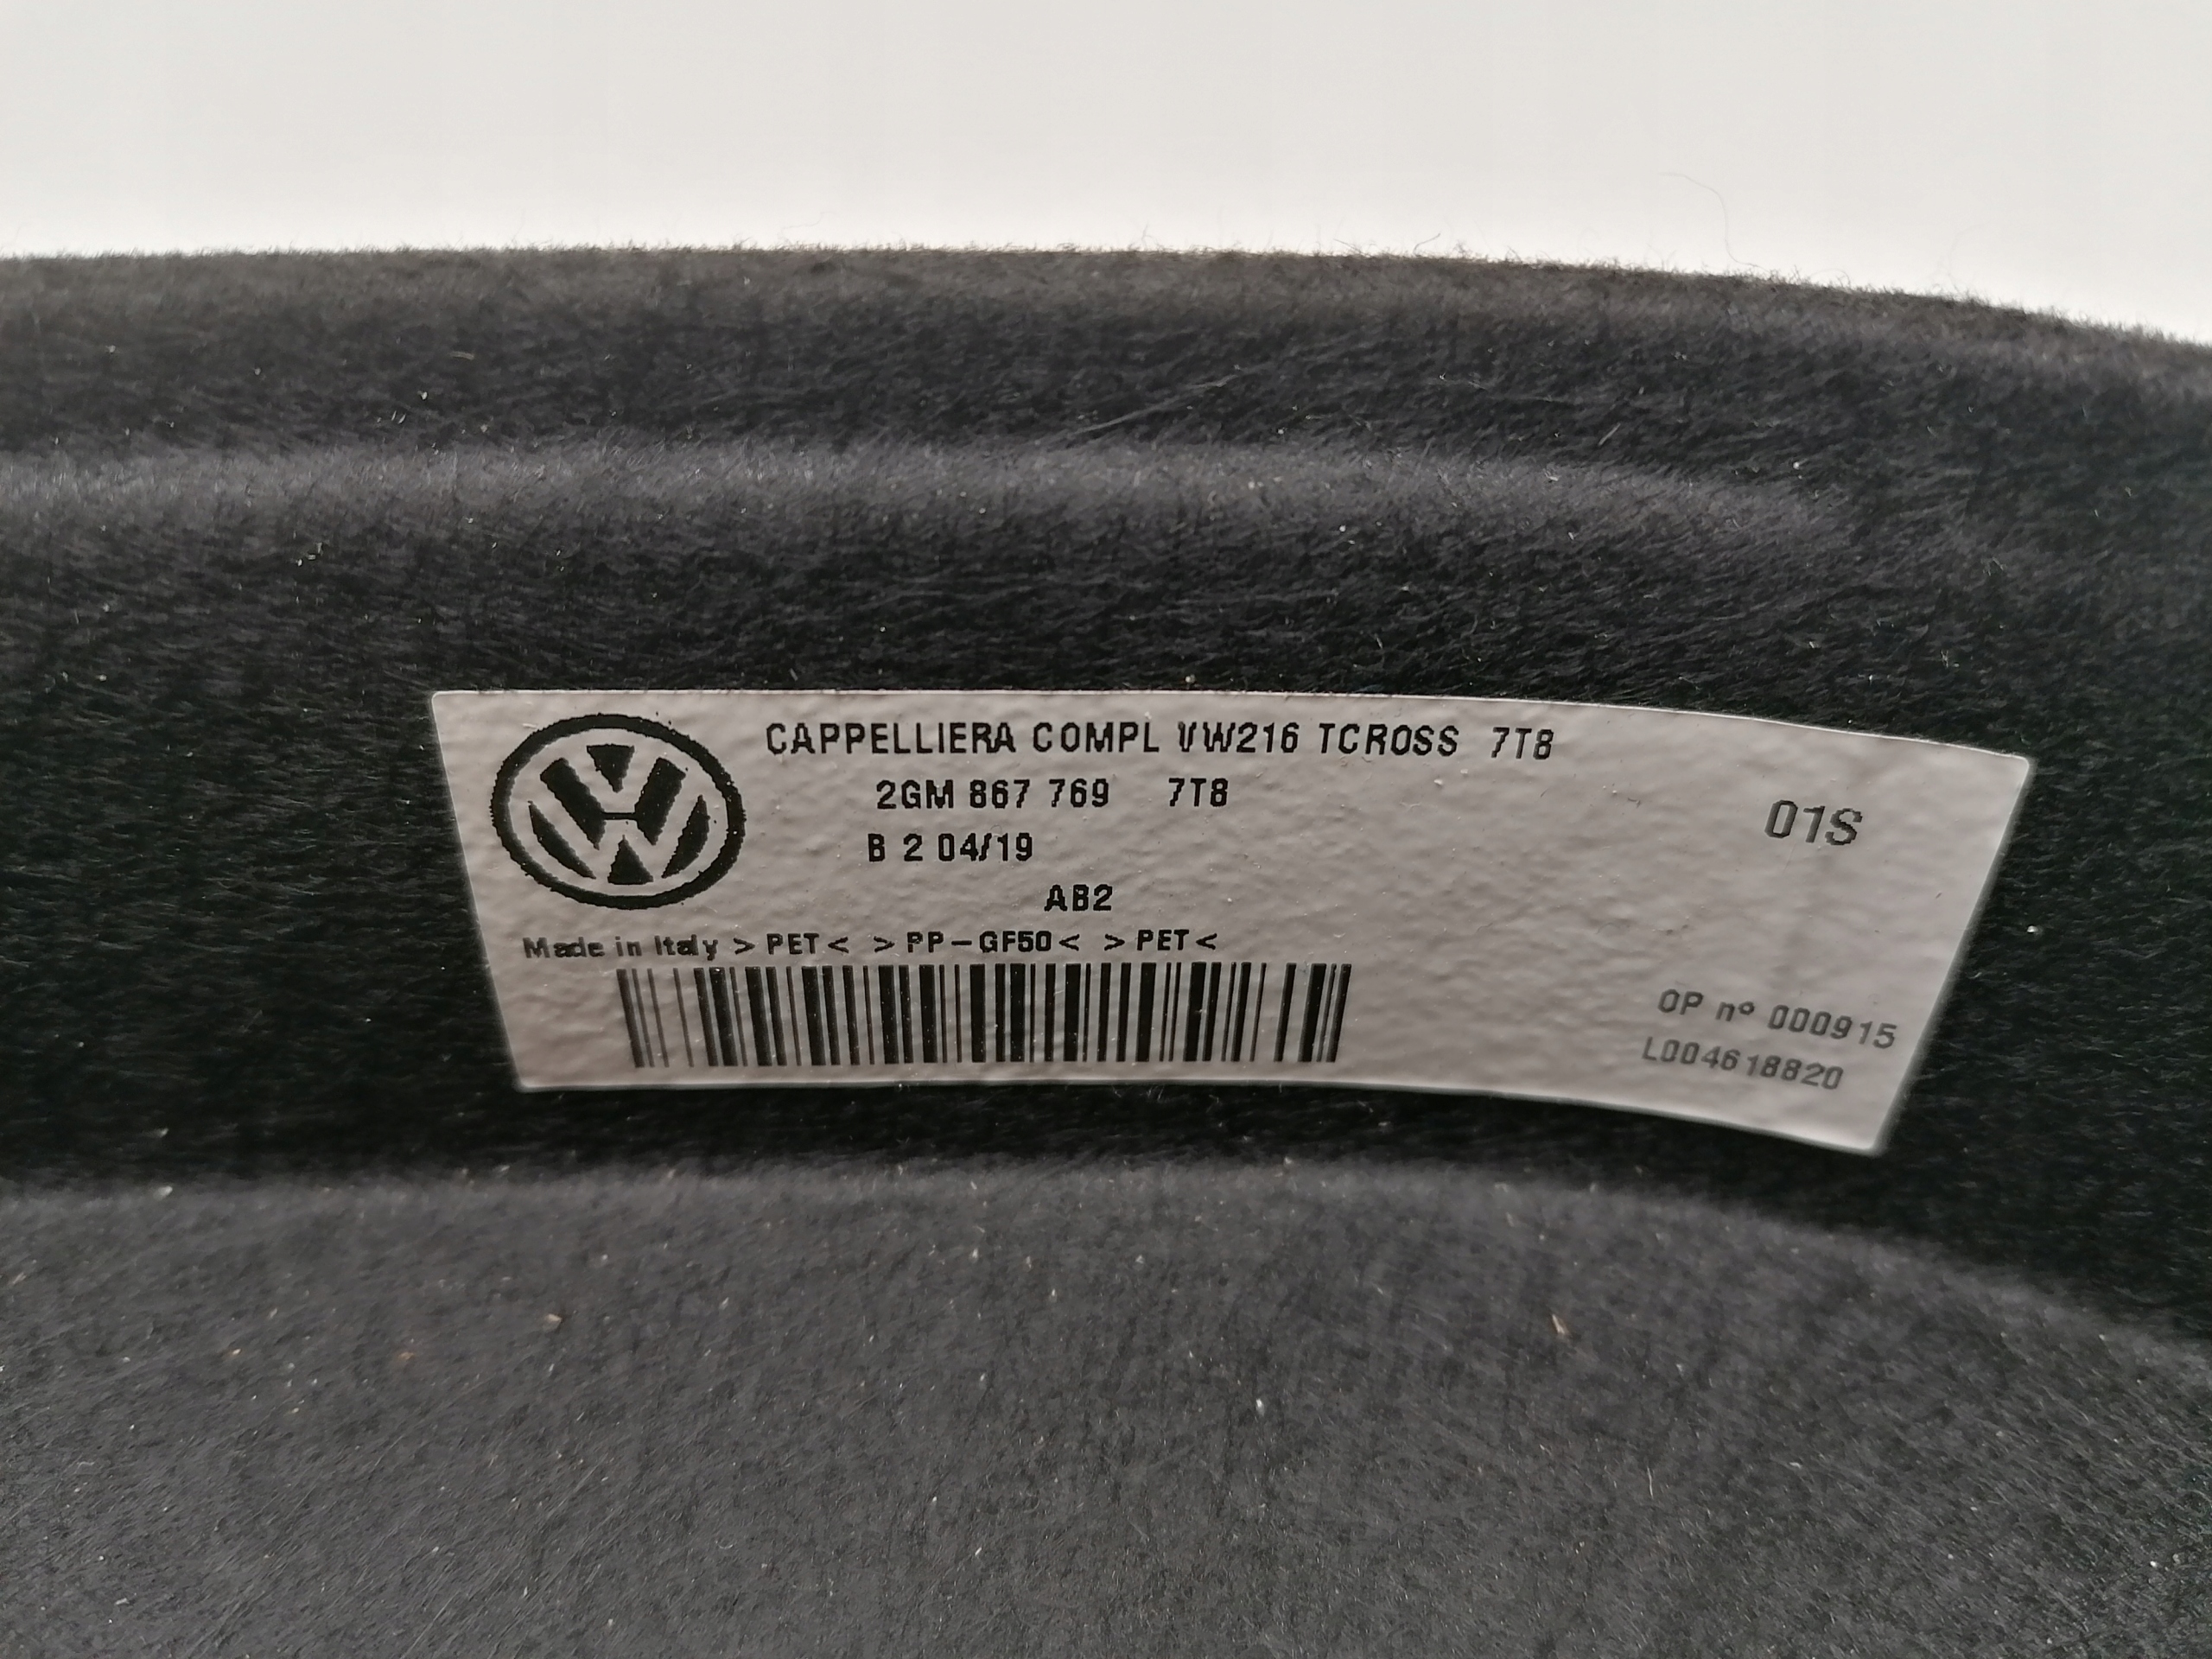 CAPPELLIERA COMPL VW216 TCROSS 7T8
2GM 867 769 7T8
B 2 04/19
01S
AB2
Made in Italy >PET< >PP-GF50< >PET<
OP nº 000915
L004618820